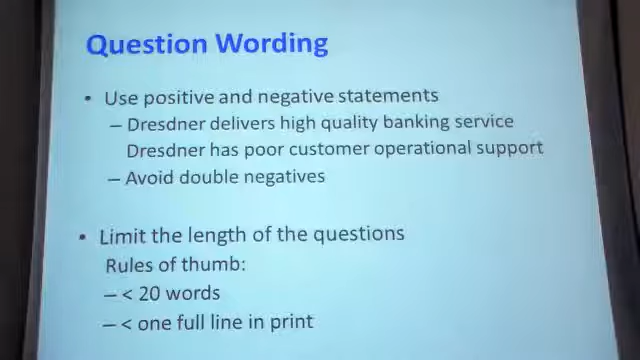 Question Wording
• Use positive and negative statements
– Dresdner delivers high quality banking service
Dresdner has poor customer operational support
– Avoid double negatives
• Limit the length of the questions
Rules of thumb:
– < 20 words
– < one full line in print